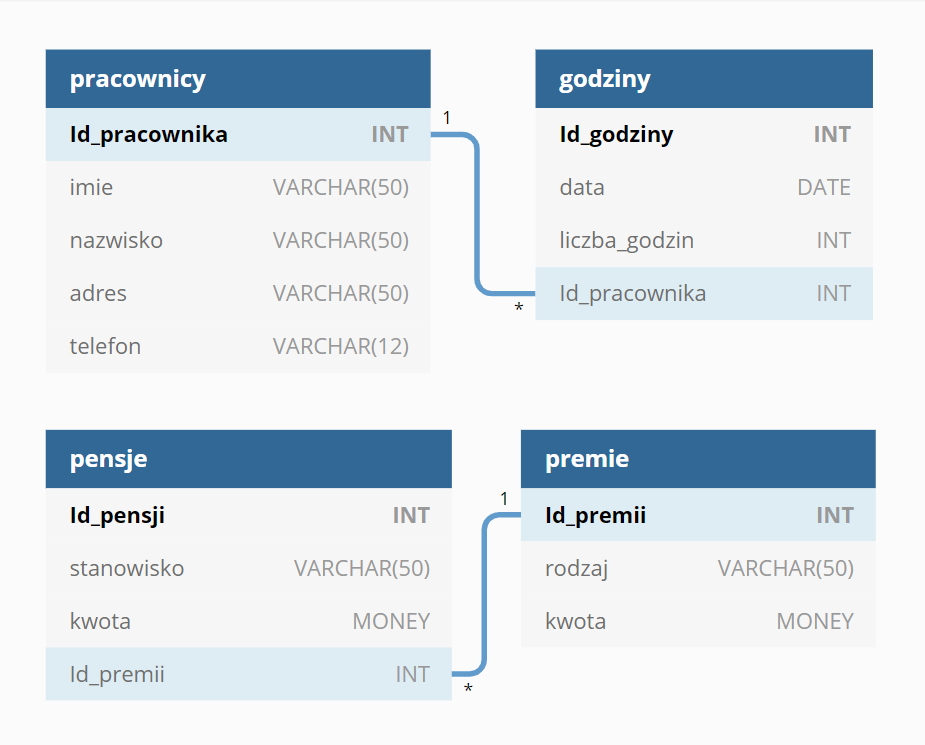 pracownicy
Id_pracownika INT
imie VARCHAR(50)
nazwisko VARCHAR(50)
adres VARCHAR(50)
telefon VARCHAR(12)
1
*
godziny
Id_godziny INT
data DATE
liczba_godzin INT
Id_pracownika INT
pensje
Id_pensji INT
stanowisko VARCHAR(50)
kwota MONEY
Id_premii INT
1
*
premie
Id_premii INT
rodzaj VARCHAR(50)
kwota MONEY